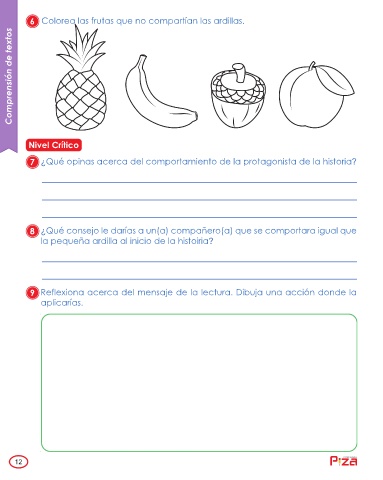 Comprensión de textos
6 Colorea las frutas que no compartían las ardillas.
Nivel Crítico
7 ¿Qué opinas acerca del comportamiento de la protagonista de la historia?
8 ¿Qué consejo le darías a un(a) compañero(a) que se comportara igual que
la pequeña ardilla al inicio de la histoiria?
9 Reflexiona acerca del mensaje de la lectura. Dibuja una acción donde la
aplicarías.
12
PIZA